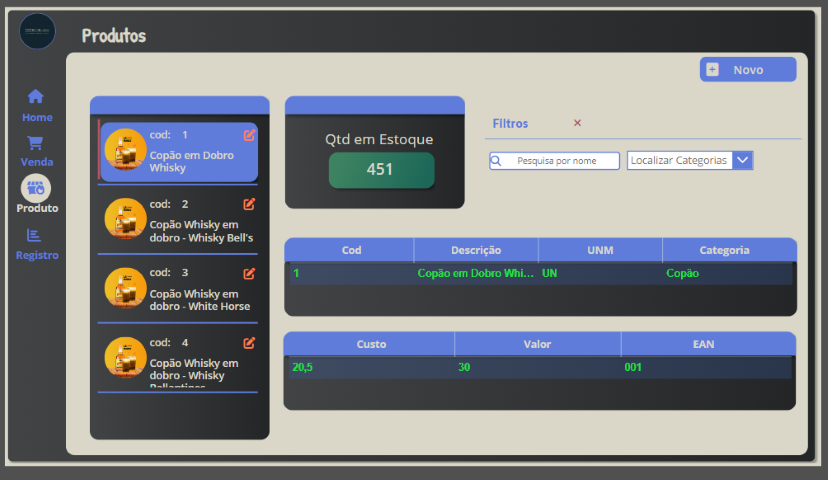 Produtos
Novo
Home
Venda
Produto
Registro
cod: 1
Copão em Dobro
Whisky
cod: 2
Copão Whisky em
dobro - Whisky Bell's
cod: 3
Copão Whisky em
dobro - White Horse
cod: 4
Copão Whisky em
dobro - Whisky
Ballantines
Qtd em Estoque
451
Filtros
Pesquisa por nome
Localizar Categorias
Cod Descrição UNM Categoria
1 Copão em Dobro Whi... UN Copão
Custo Valor EAN
20,5 30 001